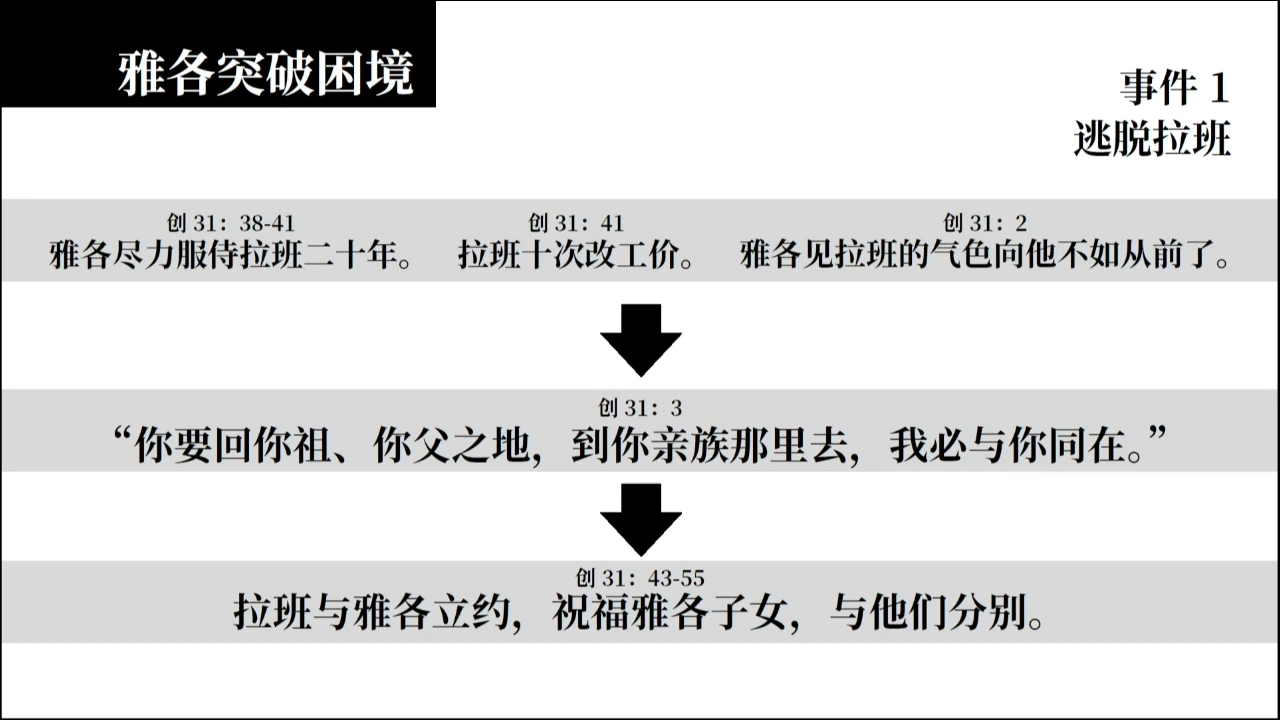 雅各突破困境
事件 1
逃脱拉班
创 31：38-41
雅各尽力服侍拉班二十年。
创 31：41
拉班十次改工价。
创 31：2
雅各见拉班的气色向他不如从前了。
创 31：3
“你要回你祖、你父之地，到你亲族那里去，我必与你同在。”
创 31：43-55
拉班与雅各立约，祝福雅各子女，与他们分别。